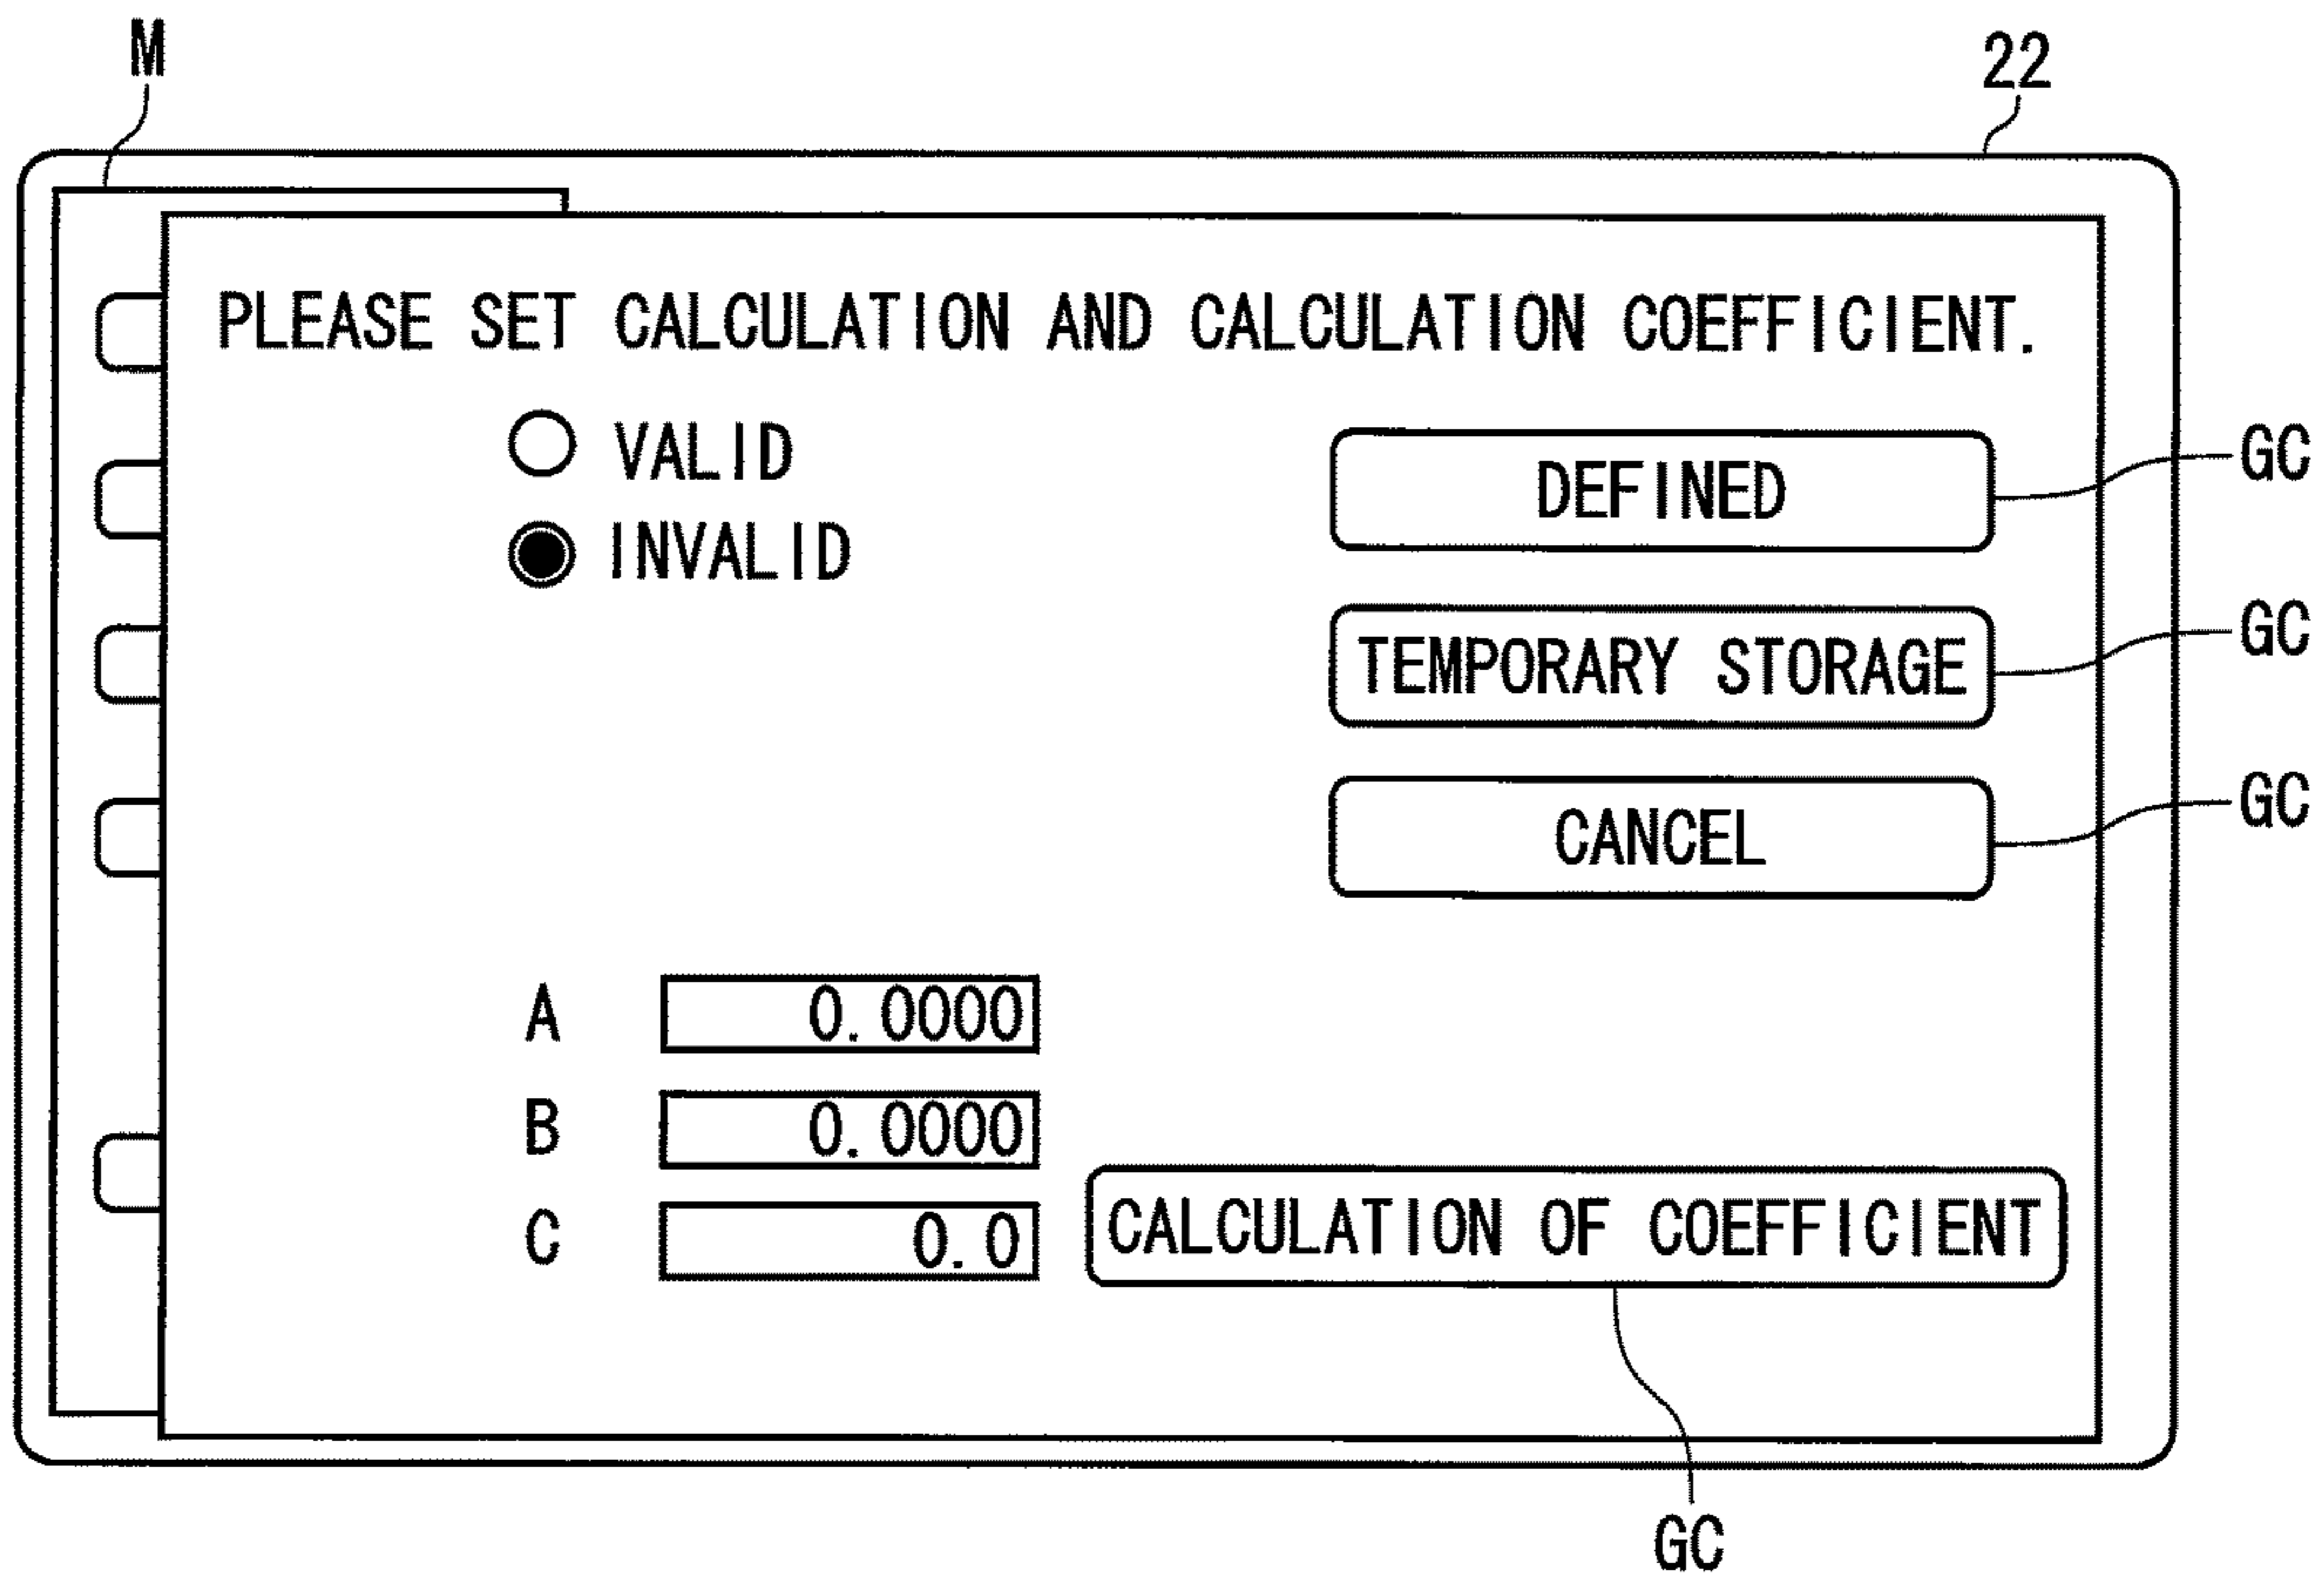 M
22
PLEASE SET CALCULATION AND CALCULATION COEFFICIENT.
VALID
DEFINED
GC
INVALID
TEMPORARY STORAGE
GC
CANCEL
GC
A 0.0000
B 0.0000
C 0.0
CALCULATION OF COEFFICIENT
GC